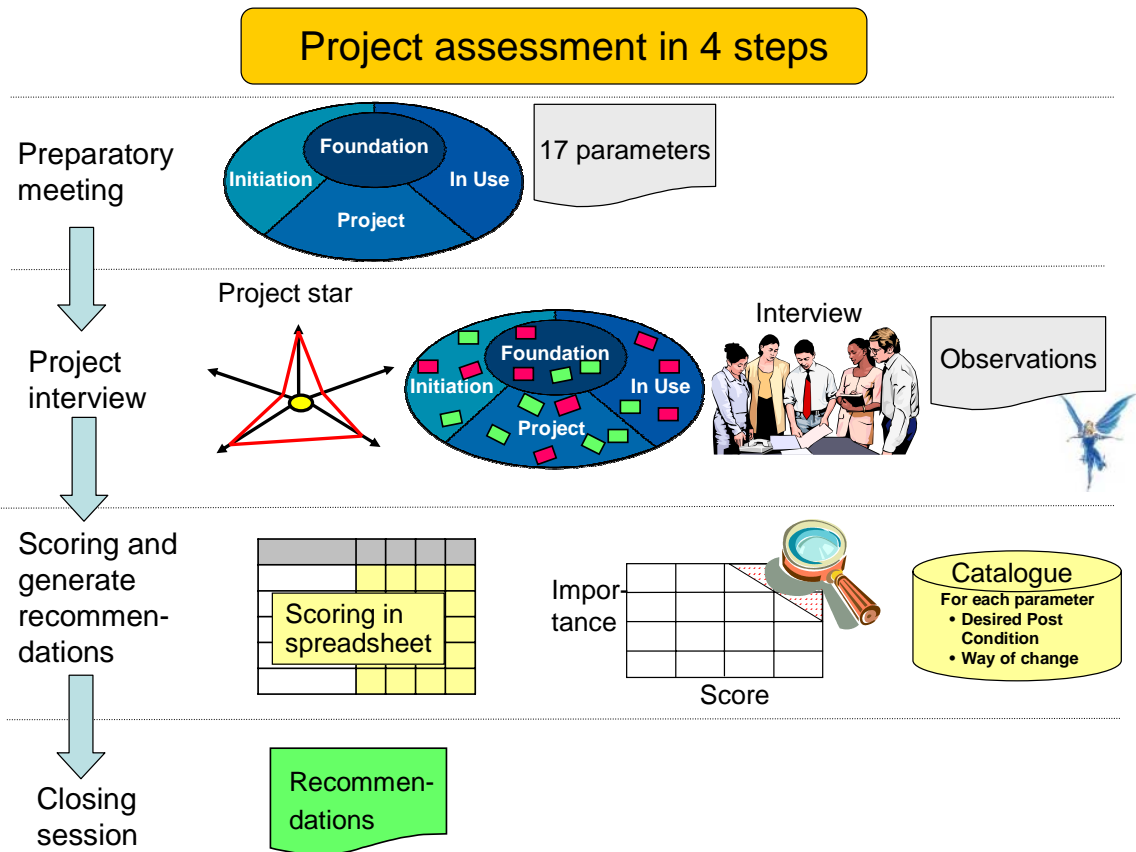 Project assessment in 4 steps
Preparatory
meeting
Foundation
Initiation
In Use
Project
17 parameters
Project
interview
Project star
Foundation
Initiation
In Use
Project
Interview
Observations
Scoring and
generate
recommen-
dations
Scoring in
spreadsheet
Impor-
tance
Score
Catalogue
For each parameter
• Desired Post
Condition
• Way of change
Closing
session
Recommen-
dations